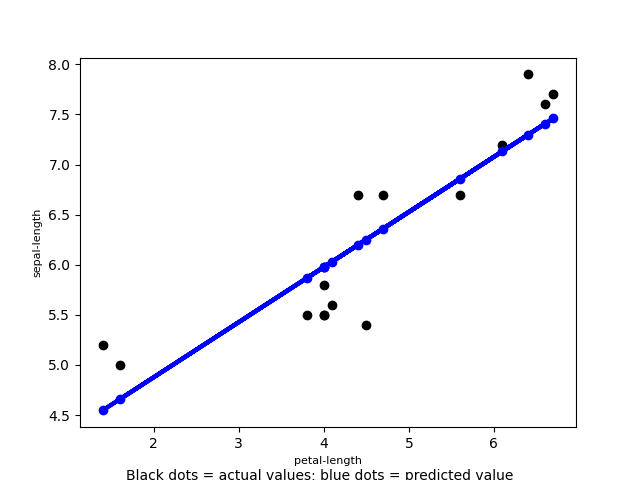 8.0
7.5
7.0
6.5
6.0
5.5
5.0
4.5
sepal-length
2 3 4 5 6
petal-length
Black dots = actual values; blue dots = predicted value